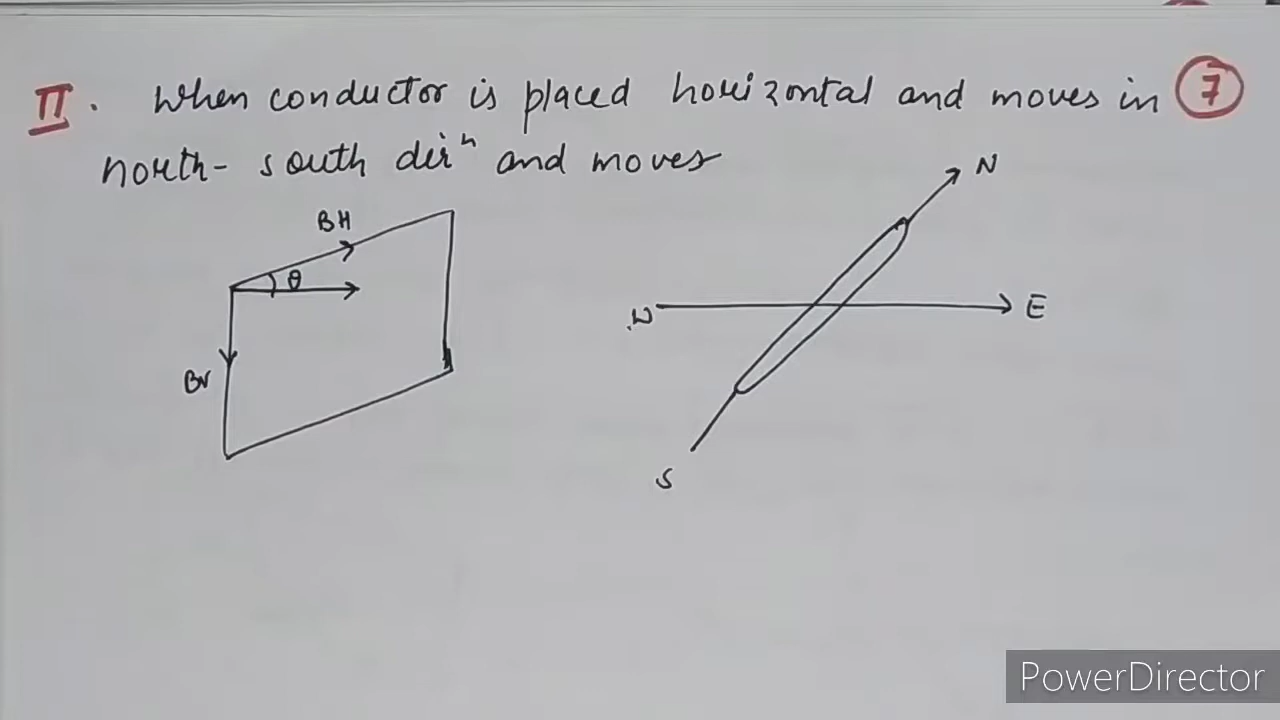 II. When conductor is placed horizontal and moves in 7
north- south dirⁿ and moves
N
BH
θ
W
E
BV
S
PowerDirector